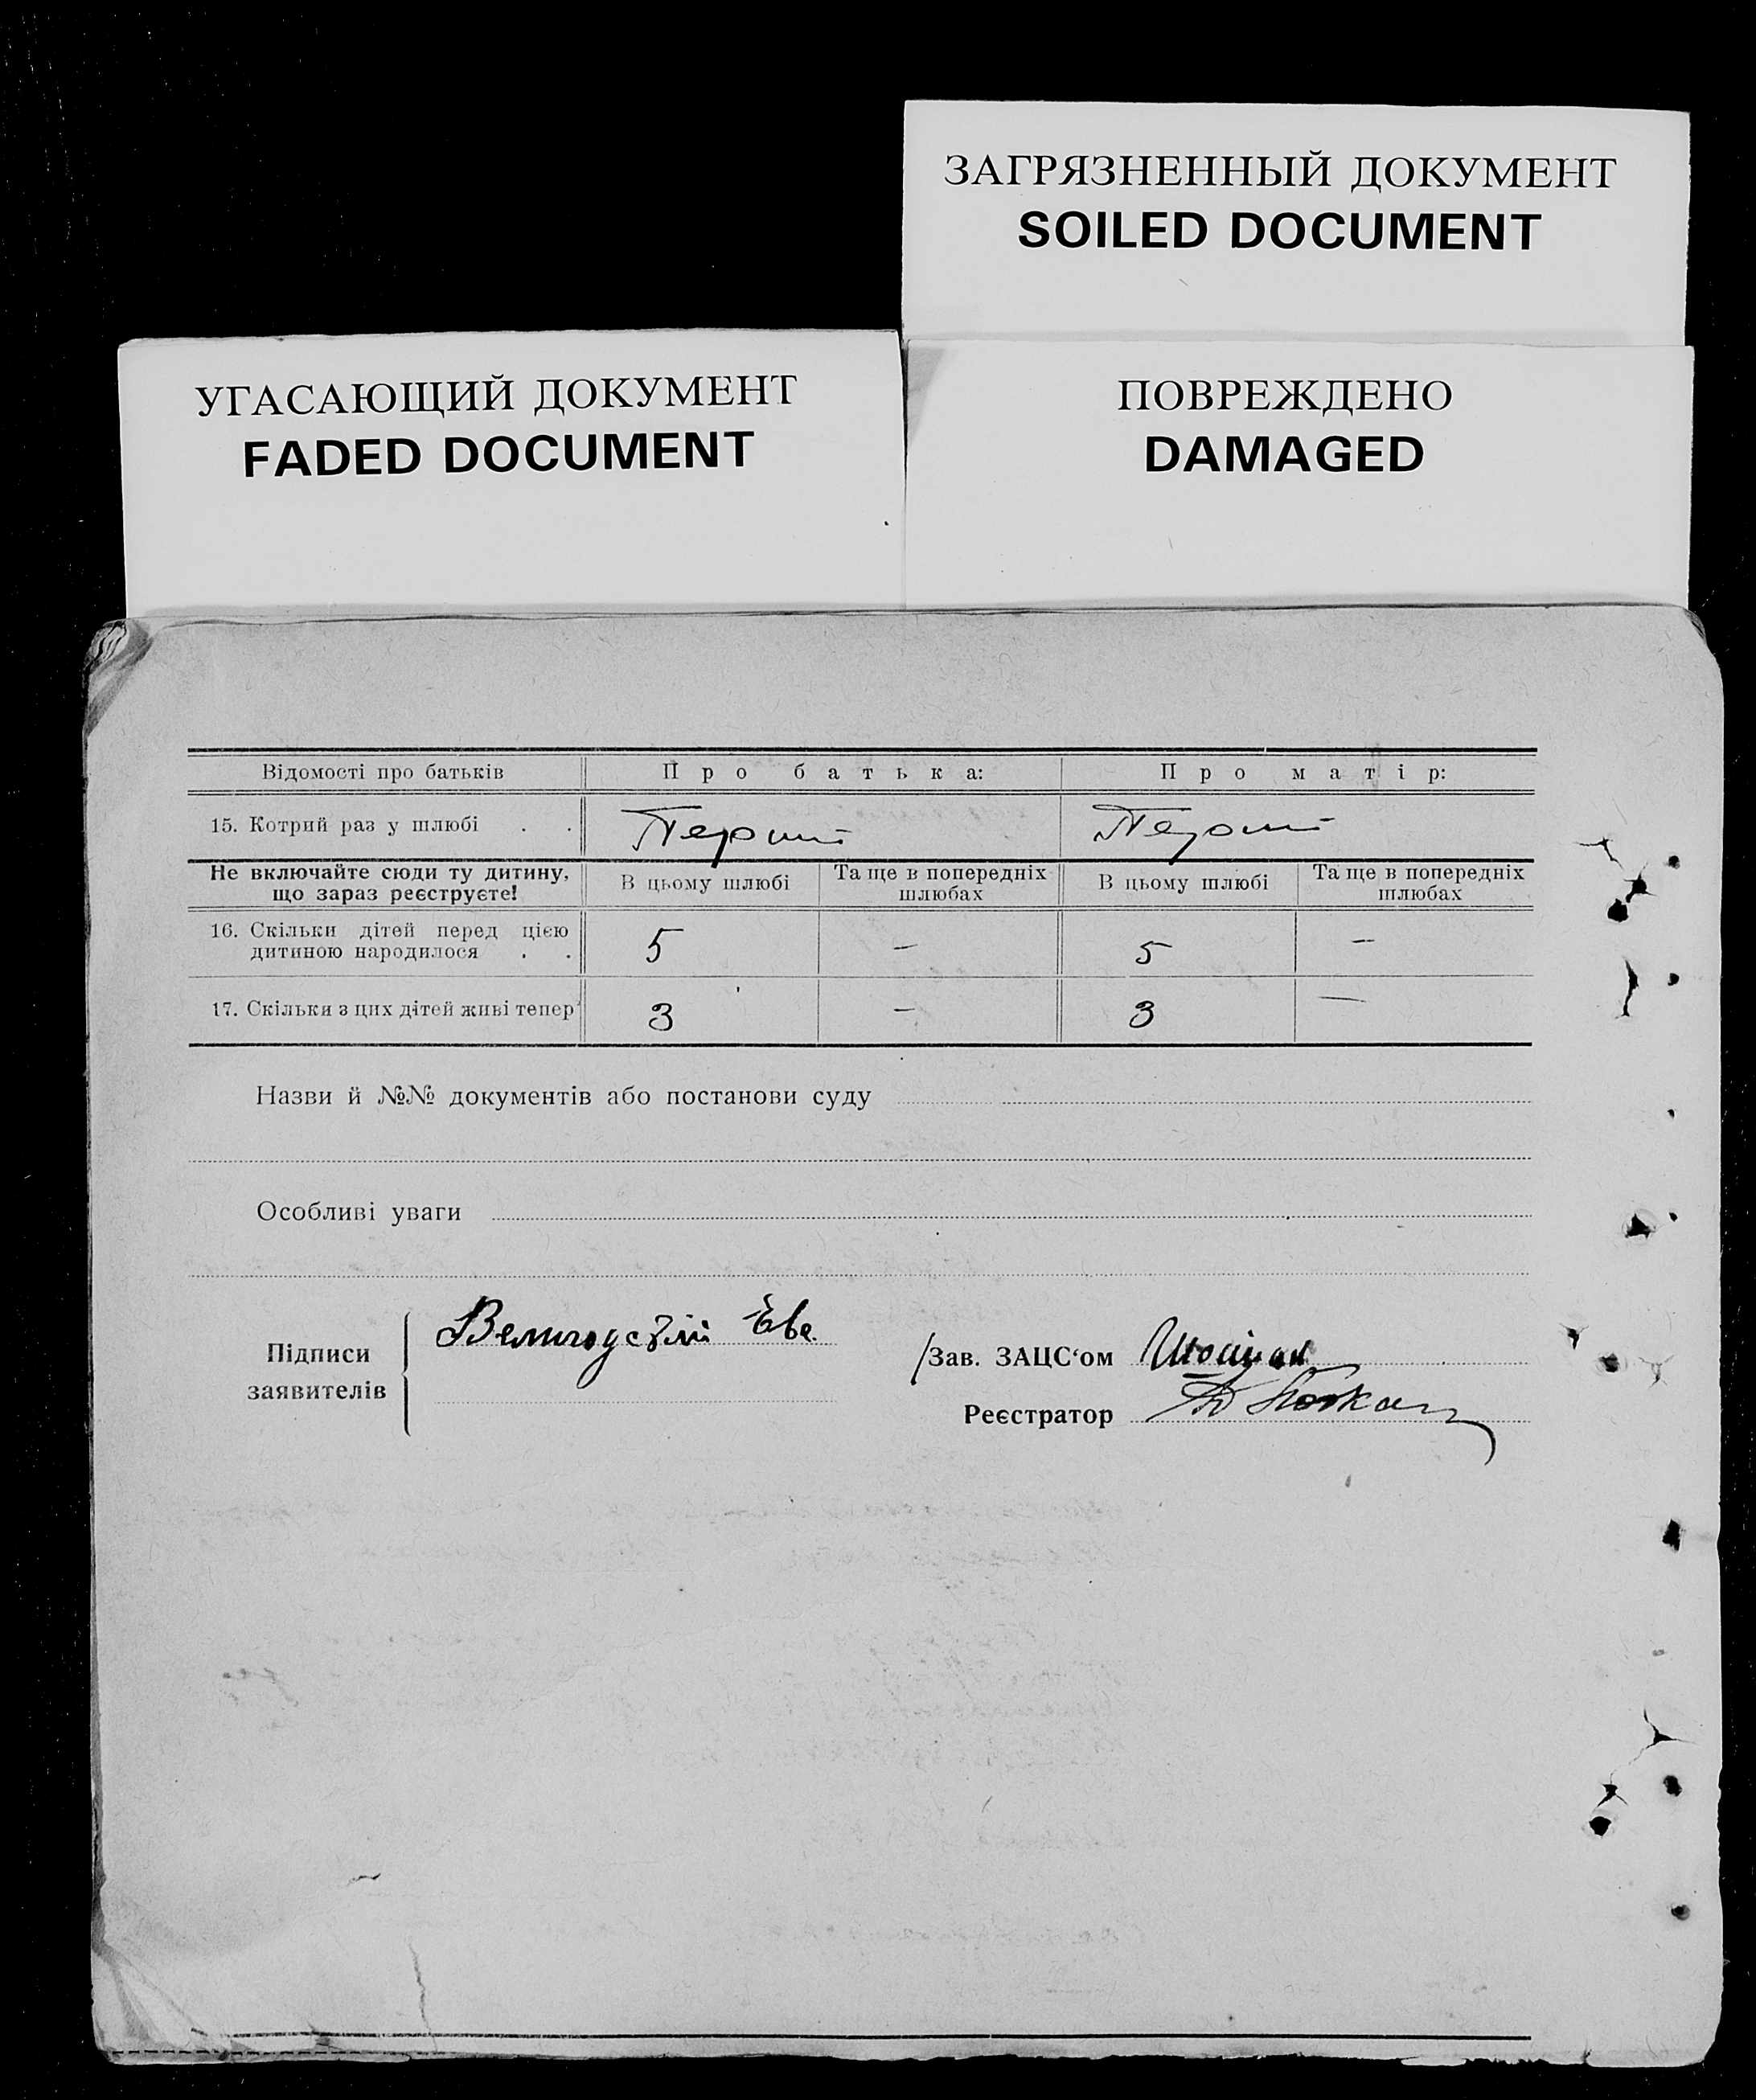 ЗАГРЯЗНЕННЫЙ ДОКУМЕНТ
SOILED DOCUMENT
УГАСАЮЩИЙ ДОКУМЕНТ
FADED DOCUMENT
ПОВРЕЖДЕНО
DAMAGED
Відомості про батьків Про батька: Про матір:
15. Котрий раз у шлюбі . . Перший Перший
Не включайте сюди ту дитину, що зараз реєструєте! В цьому шлюбі Та ще в попередніх шлюбах В цьому шлюбі Та ще в попередніх шлюбах
16. Скільки дітей перед цією
дитиною народилося . . 5 — 5 —
17. Скільки з цих дітей живі тепер 3 — 3 —
Назви й №№ документів або постанови суду
Особливі уваги
Підписи
заявителів
/Зав. ЗАЦС'ом
Реєстратор